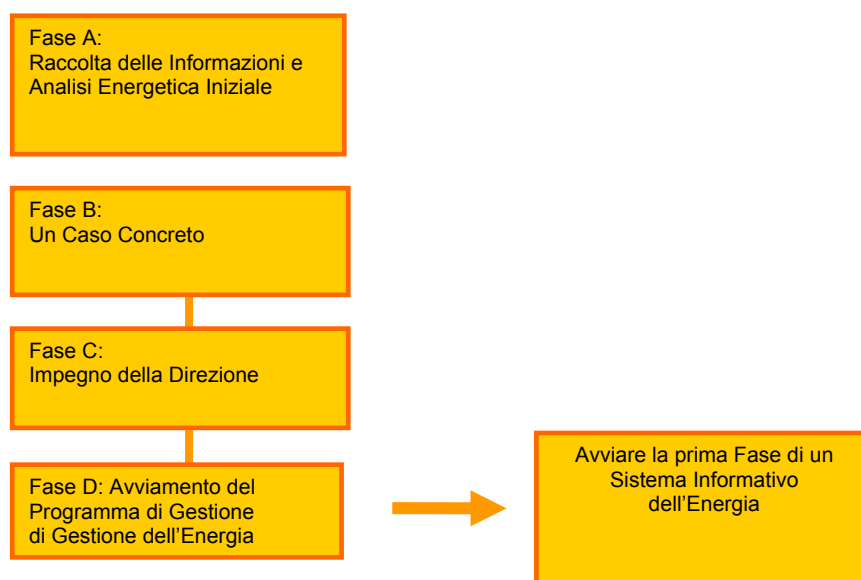 Fase A:
Raccolta delle Informazioni e
Analisi Energetica Iniziale
Fase B:
Un Caso Concreto
Fase C:
Impegno della Direzione
Fase D: Avviamento del
Programma di Gestione
di Gestione dell'Energia
Avviare la prima Fase di un
Sistema Informativo
dell'Energia